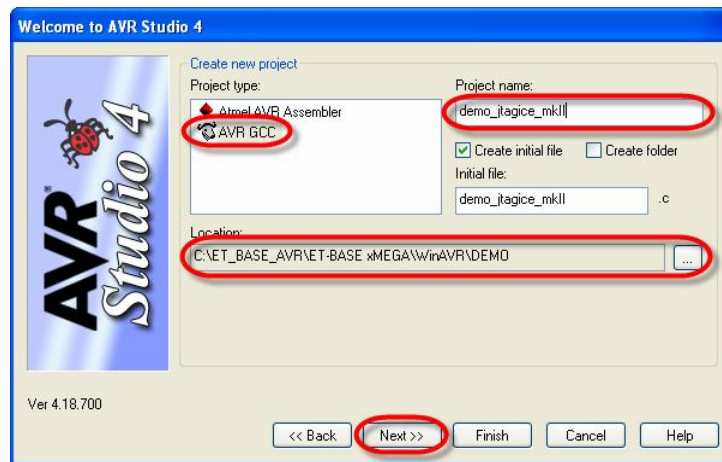 Welcome to AVR Studio 4
AVR Studio 4
Create new project
Project type:
Atmel AVR Assembler
AVR GCC
Project name:
demo_jtagice_mkII
Create initial file
Create folder
Initial file:
demo_jtagice_mkII .c
Location:
C:\ET_BASE_AVR\ET-BASE xMEGA\WinAVR\DEMO ...
Ver 4.18.700
<< Back Next >> Finish Cancel Help